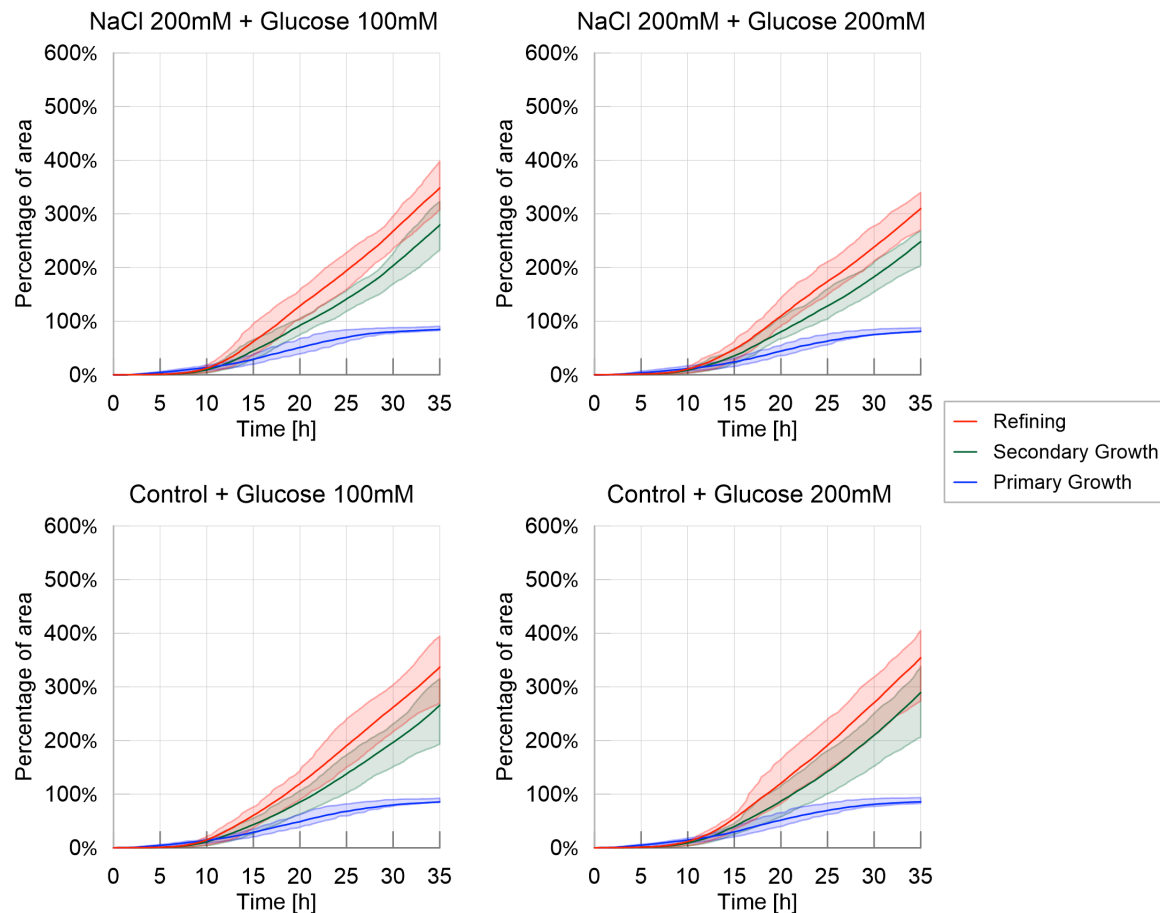 NaCl 200mM + Glucose 100mM
600%
500%
400%
300%
200%
100%
0%
Percentage of area
0 5 10 15 20 25 30 35
Time [h]
NaCl 200mM + Glucose 200mM
600%
500%
400%
300%
200%
100%
0%
Percentage of area
0 5 10 15 20 25 30 35
Time [h]
Refining
Secondary Growth
Primary Growth
Control + Glucose 100mM
600%
500%
400%
300%
200%
100%
0%
Percentage of area
0 5 10 15 20 25 30 35
Time [h]
Control + Glucose 200mM
600%
500%
400%
300%
200%
100%
0%
Percentage of area
0 5 10 15 20 25 30 35
Time [h]